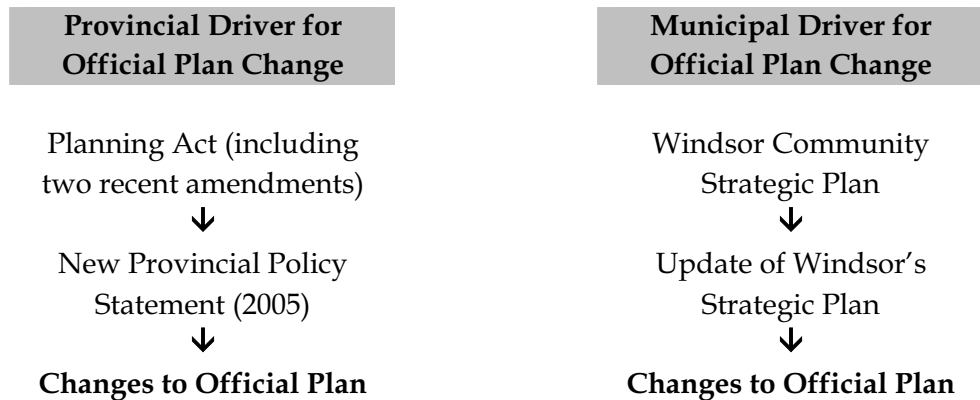 Provincial Driver for
Official Plan Change
Planning Act (including
two recent amendments)
New Provincial Policy
Statement (2005)
Changes to Official Plan
Municipal Driver for
Official Plan Change
Windsor Community
Strategic Plan
Update of Windsor’s
Strategic Plan
Changes to Official Plan